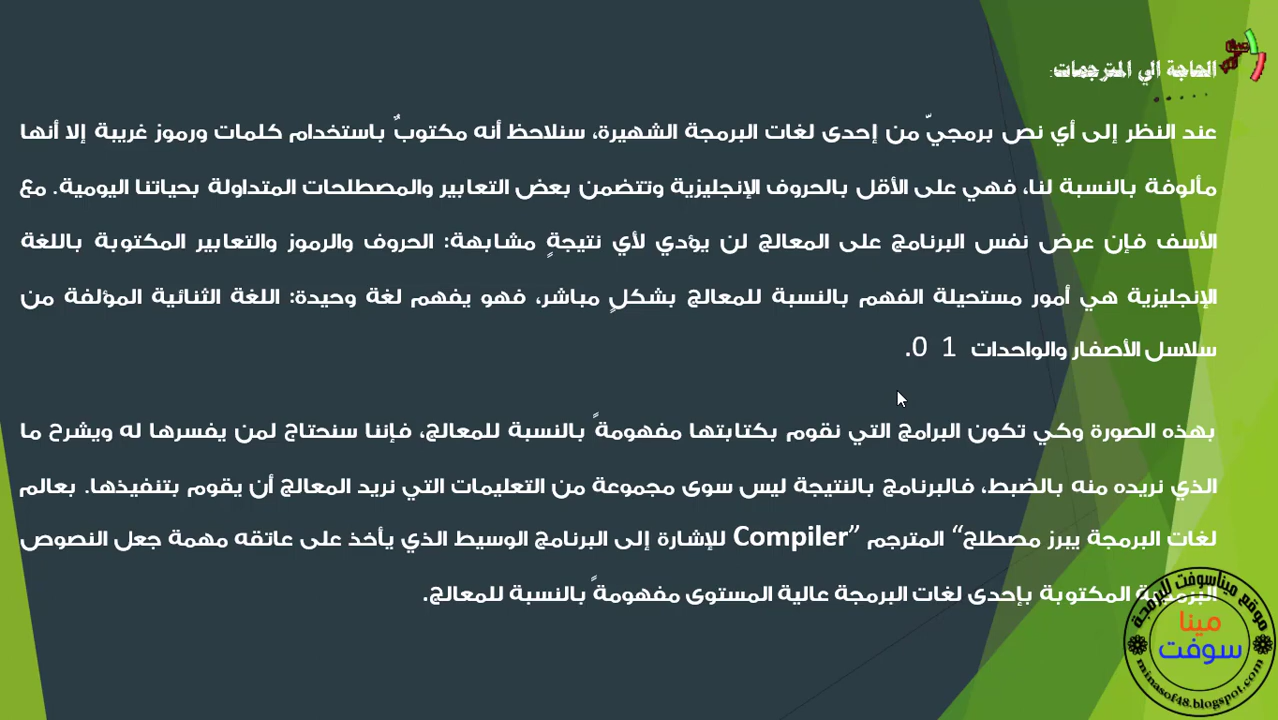 الحاجة الي المترجمات:
عند النظر إلى أي نص برمجيّ من إحدى لغات البرمجة الشهيرة، سنلاحظ أنه مكتوبٌ باستخدام كلمات ورموز غريبة إلا أنها
مألوفة بالنسبة لنا، فهي على الأقل بالحروف الإنجليزية وتتضمن بعض التعابير والمصطلحات المتداولة بحياتنا اليومية. مع
الأسف فإن عرض نفس البرنامج على المعالج لن يؤدي لأي نتيجةٍ مشابهة: الحروف والرموز والتعابير المكتوبة باللغة
الإنجليزية هي أمور مستحيلة الفهم بالنسبة للمعالج بشكلٍ مباشر، فهو يفهم لغة وحيدة: اللغة الثنائية المؤلفة من
سلاسل الأصفار والواحدات 1 0.
بهذه الصورة وكي تكون البرامج التي نقوم بكتابتها مفهومةً بالنسبة للمعالج، فإننا سنحتاج لمن يفسرها له ويشرح ما
الذي نريده منه بالضبط، فالبرنامج بالنتيجة ليس سوى مجموعة من التعليمات التي نريد المعالج أن يقوم بتنفيذها. بعالم
لغات البرمجة يبرز مصطلح“ المترجم ”Compiler للإشارة إلى البرنامج الوسيط الذي يأخذ على عاتقه مهمة جعل النصوص
البرمجية المكتوبة بإحدى لغات البرمجة عالية المستوى مفهومةً بالنسبة للمعالج.
موقع ميناسوفت للبرمجة
مينا
سوفت
minasof48.blogspot.com